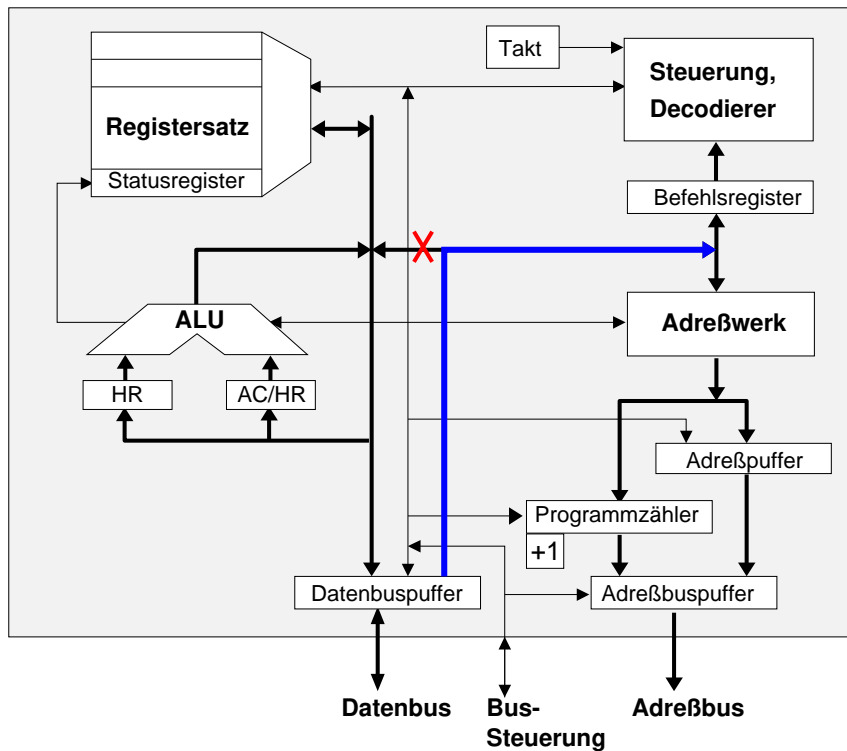 Takt
Steuerung,
Decodierer
Registersatz
Statusregister
Befehlsregister
ALU
Adreßwerk
HR
AC/HR
Adreßpuffer
Programmzähler
+1
Datenbuspuffer
Adreßbuspuffer
Datenbus
Bus-
Steuerung
Adreßbus